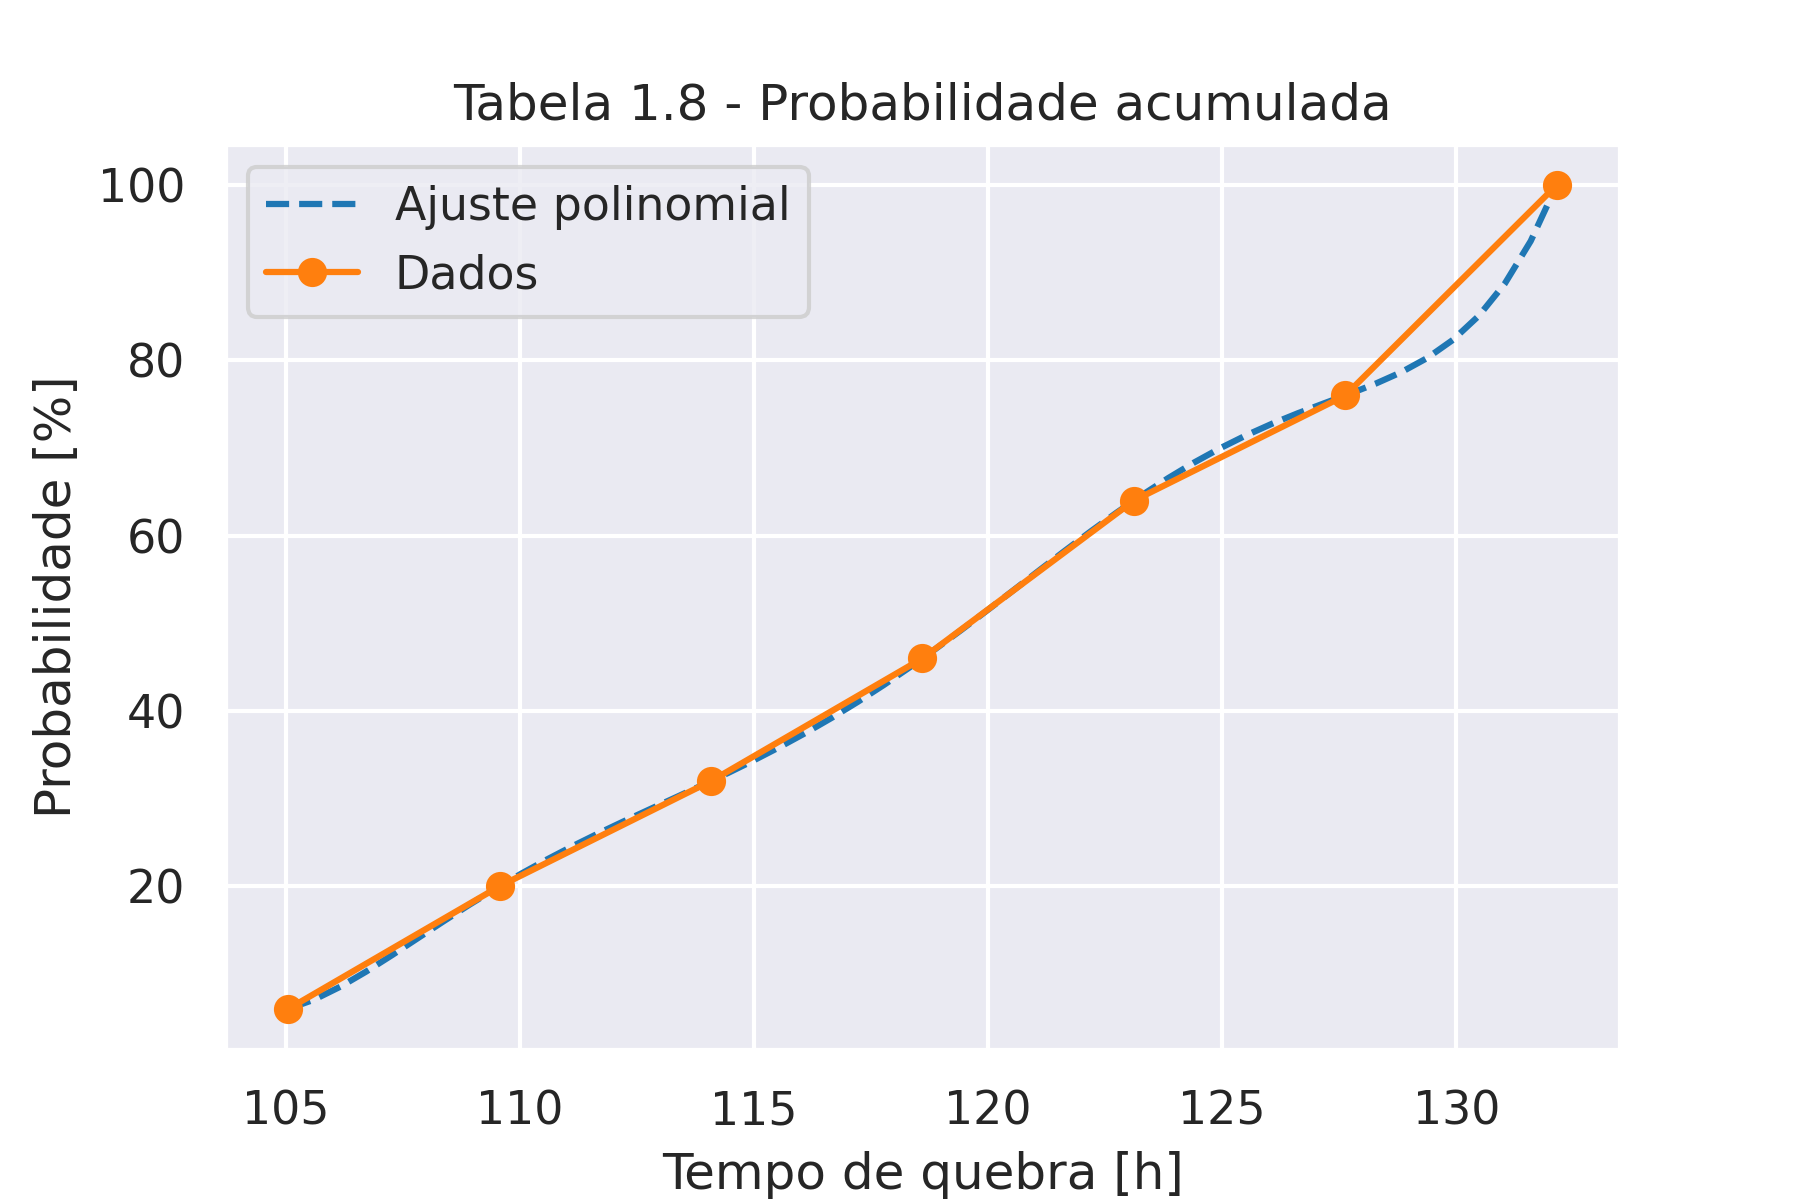 Tabela 1.8 - Probabilidade acumulada
Ajuste polinomial
Dados
Probabilidade [%]
100
80
60
40
20
105 110 115 120 125 130
Tempo de quebra [h]